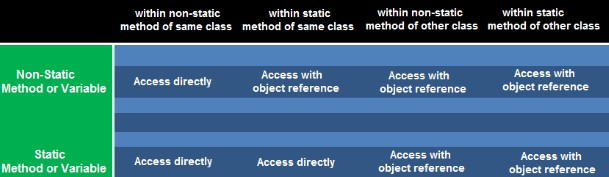 within non-static
method of same class
within static
method of same class
within non-static
method of other class
within static
method of other class
Non-Static
Method or Variable
Access directly
Access with
object reference
Access with
object reference
Access with
object reference
Static
Method or Variable
Access directly
Access directly
Access with
object reference
Access with
object reference